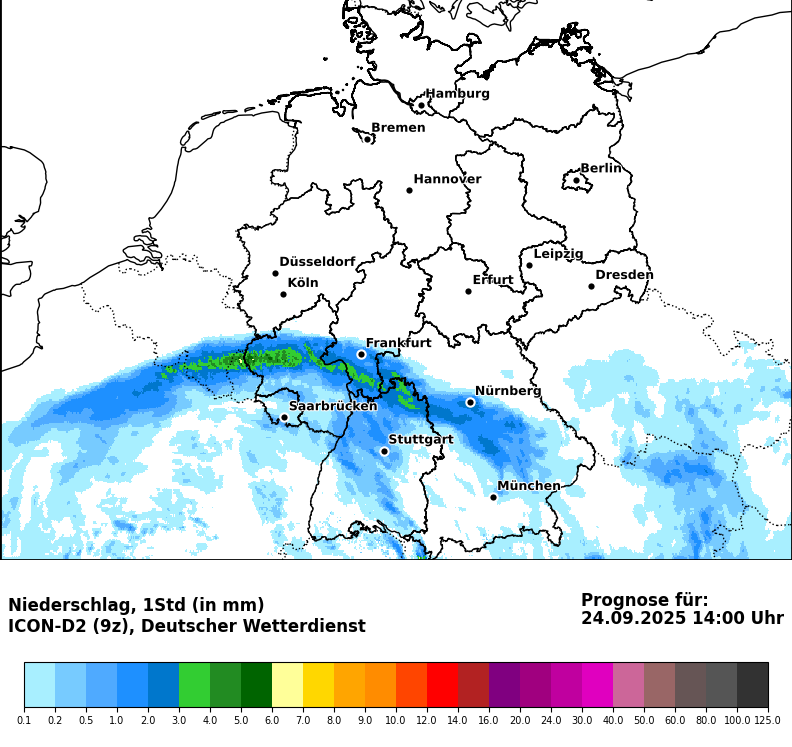 Hamburg
Bremen
Berlin
Hannover
Leipzig
Düsseldorf
Dresden
Köln
Erfurt
Frankfurt
Nürnberg
Saarbrücken
Stuttgart
München
Niederschlag, 1Std (in mm)
ICON-D2 (9z), Deutscher Wetterdienst
Prognose für:
24.09.2025 14:00 Uhr
0.1 0.2 0.5 1.0 2.0 3.0 4.0 5.0 6.0 7.0 8.0 9.0 10.0 12.0 14.0 16.0 20.0 24.0 30.0 40.0 50.0 60.0 80.0 100.0 125.0